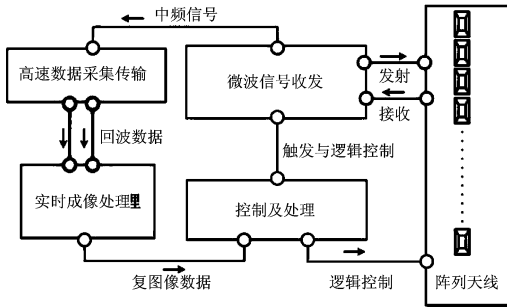 中频信号
高速数据采集传输
微波信号收发
发射
接收
回波数据
触发与逻辑控制
实时成像处理
控制及处理
复图像数据
逻辑控制
阵列天线